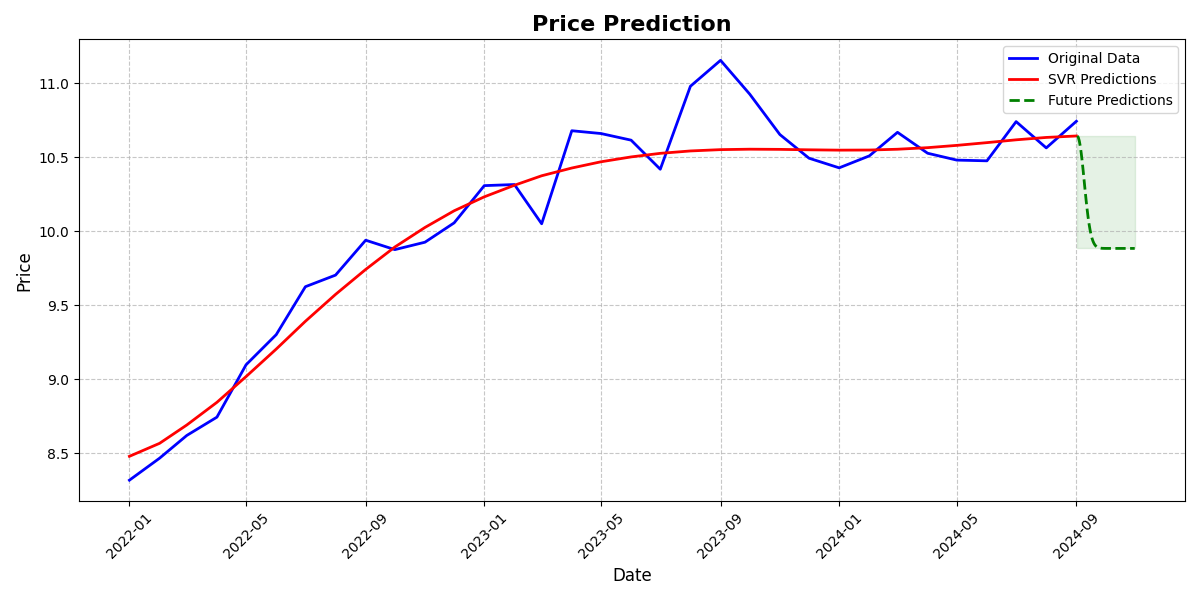 Price Prediction
Original Data
SVR Predictions
Future Predictions
Price
11.0
10.5
10.0
9.5
9.0
8.5
2022-01
2022-05
2022-09
2023-01
2023-05
2023-09
2024-01
2024-05
2024-09
Date